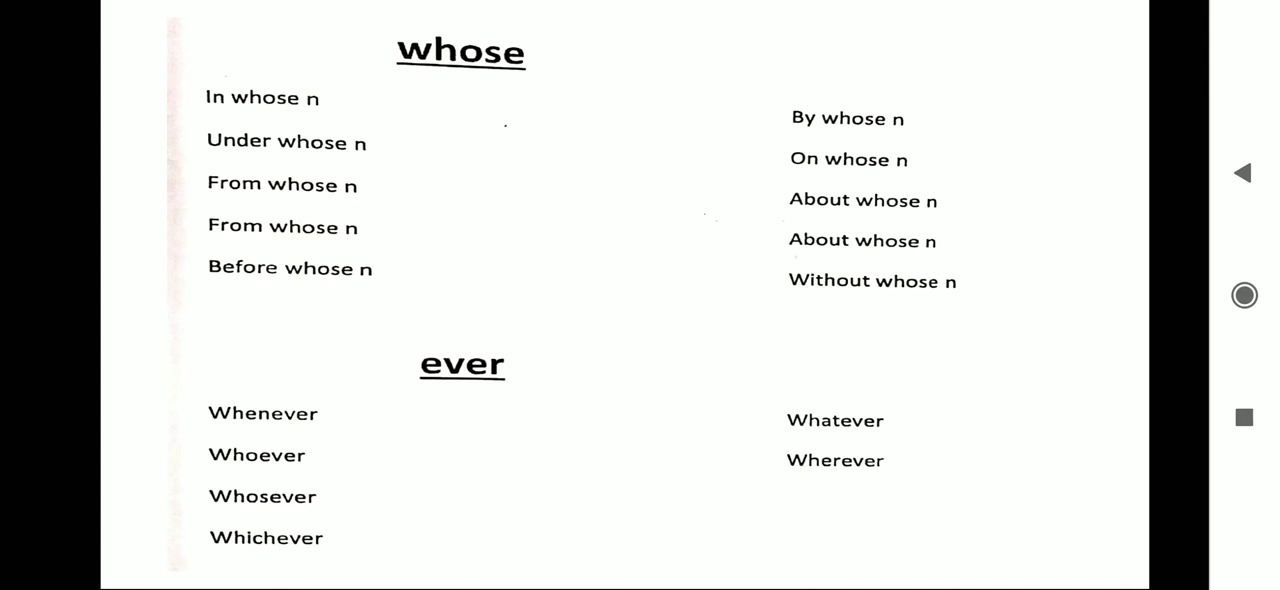 whose
In whose n
Under whose n
From whose n
From whose n
Before whose n
By whose n
On whose n
About whose n
About whose n
Without whose n
ever
Whenever
Whoever
Whosever
Whichever
Whatever
Wherever